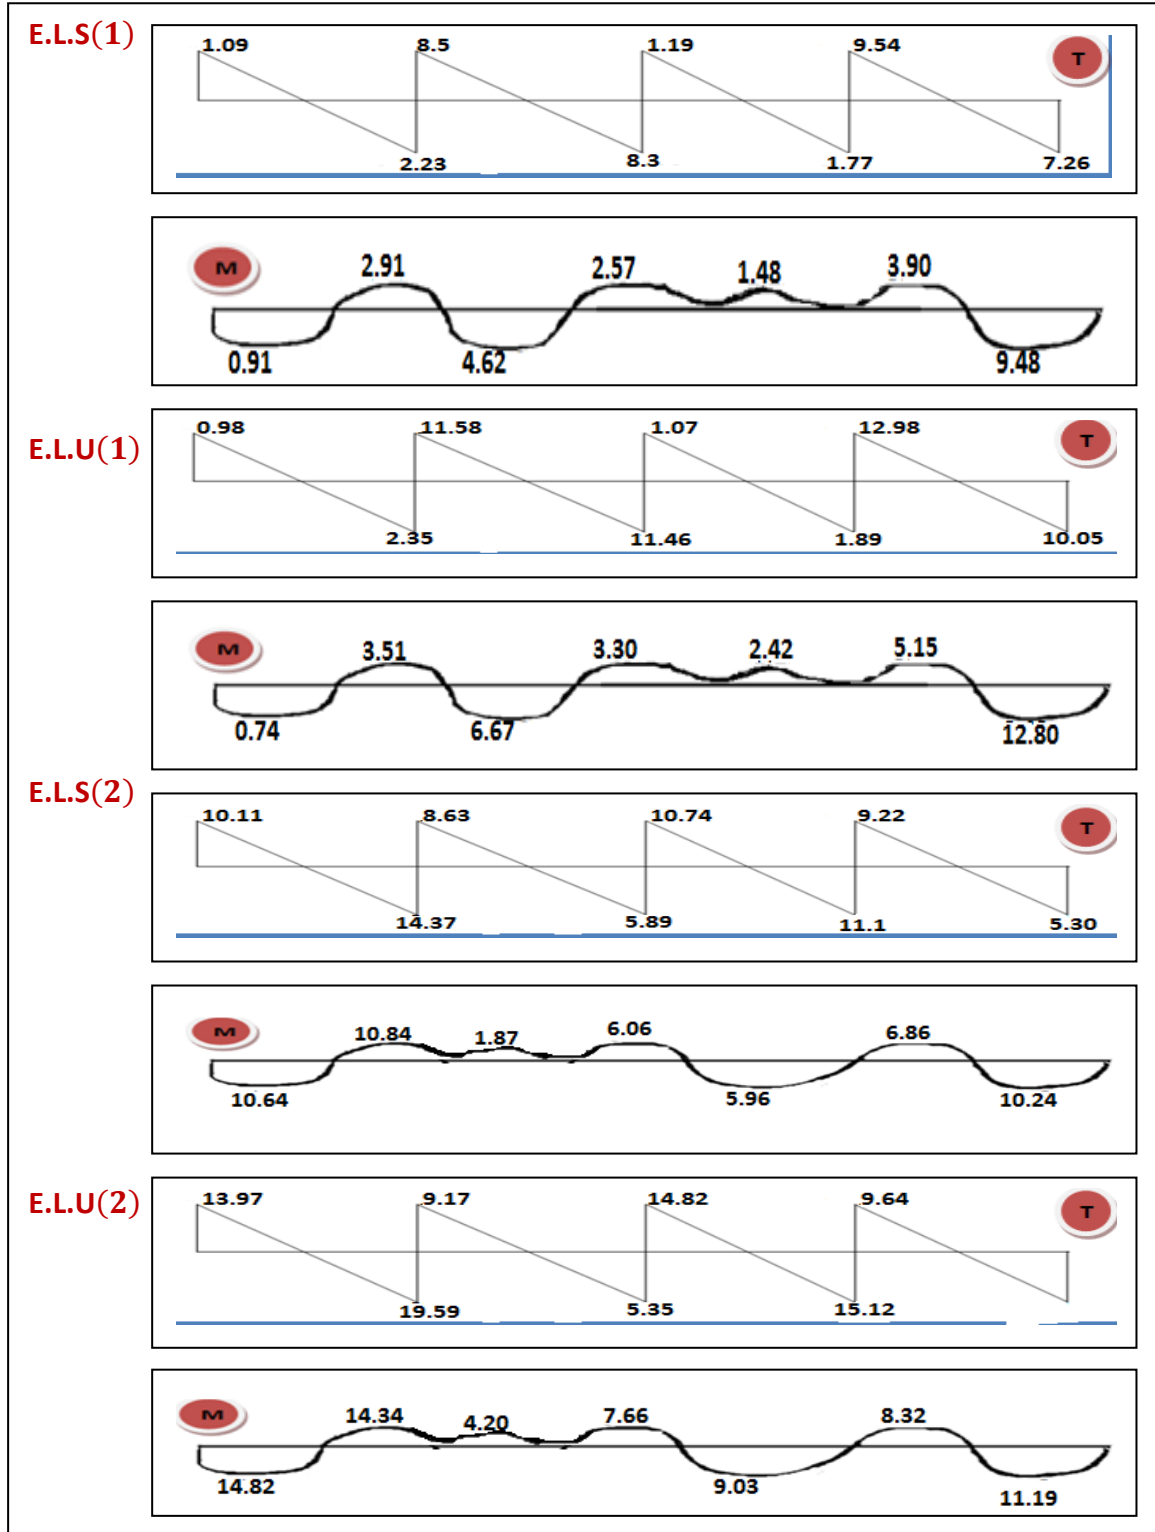 E.L.S(1)
1.09 8.5 1.19 9.54
T
2.23 8.3 1.77 7.26
M
2.91 2.57 1.48 3.90
0.91 4.62 9.48
E.L.U(1)
0.98 11.58 1.07 12.98
T
2.35 11.46 1.89 10.05
M
3.51 3.30 2.42 5.15
0.74 6.67 12.80
E.L.S(2)
10.11 8.63 10.74 9.22
T
14.37 5.89 11.1 5.30
M
10.84 1.87 6.06 6.86
10.64 5.96 10.24
E.L.U(2)
13.97 9.17 14.82 9.64
T
19.59 5.35 15.12
M
14.34 4.20 7.66 8.32
14.82 9.03 11.19